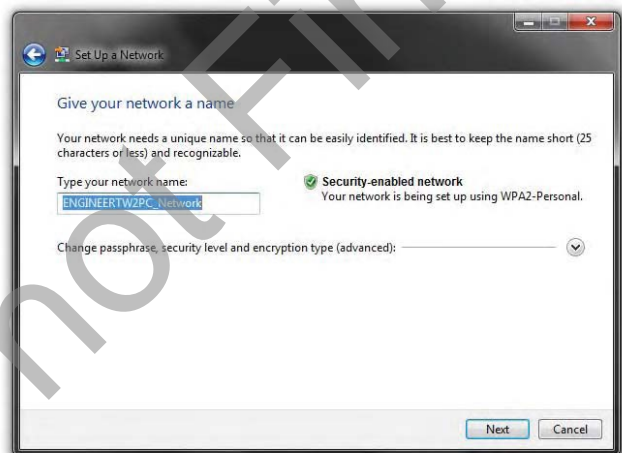 Set Up a Network
Give your network a name
Your network needs a unique name so that it can be easily identified. It is best to keep the name short (25
characters or less) and recognizable.
Type your network name:
ENGINEERTW2PC_Network
Security-enabled network
Your network is being set up using WPA2-Personal.
Change passphrase, security level and encryption type (advanced):
Next
Cancel
not Fin